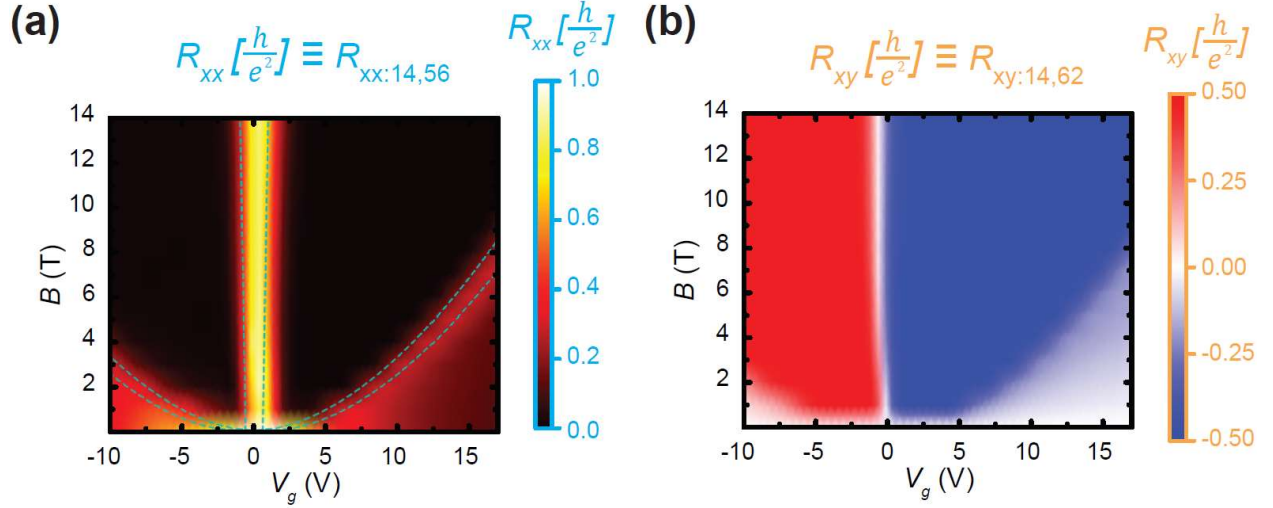 (a)
R_xx [h/e²] ≡ R_xx:14,56
R_xx [h/e²]
14
12
10
8
6
4
2
B (T)
-10 -5 0 5 10 15
V_g (V)
1.0
0.8
0.6
0.4
0.2
0.0
(b)
R_xy [h/e²] ≡ R_xy:14,62
R_xy [h/e²]
14
12
10
8
6
4
2
B (T)
-10 -5 0 5 10 15
V_g (V)
0.50
0.25
0.00
-0.25
-0.50